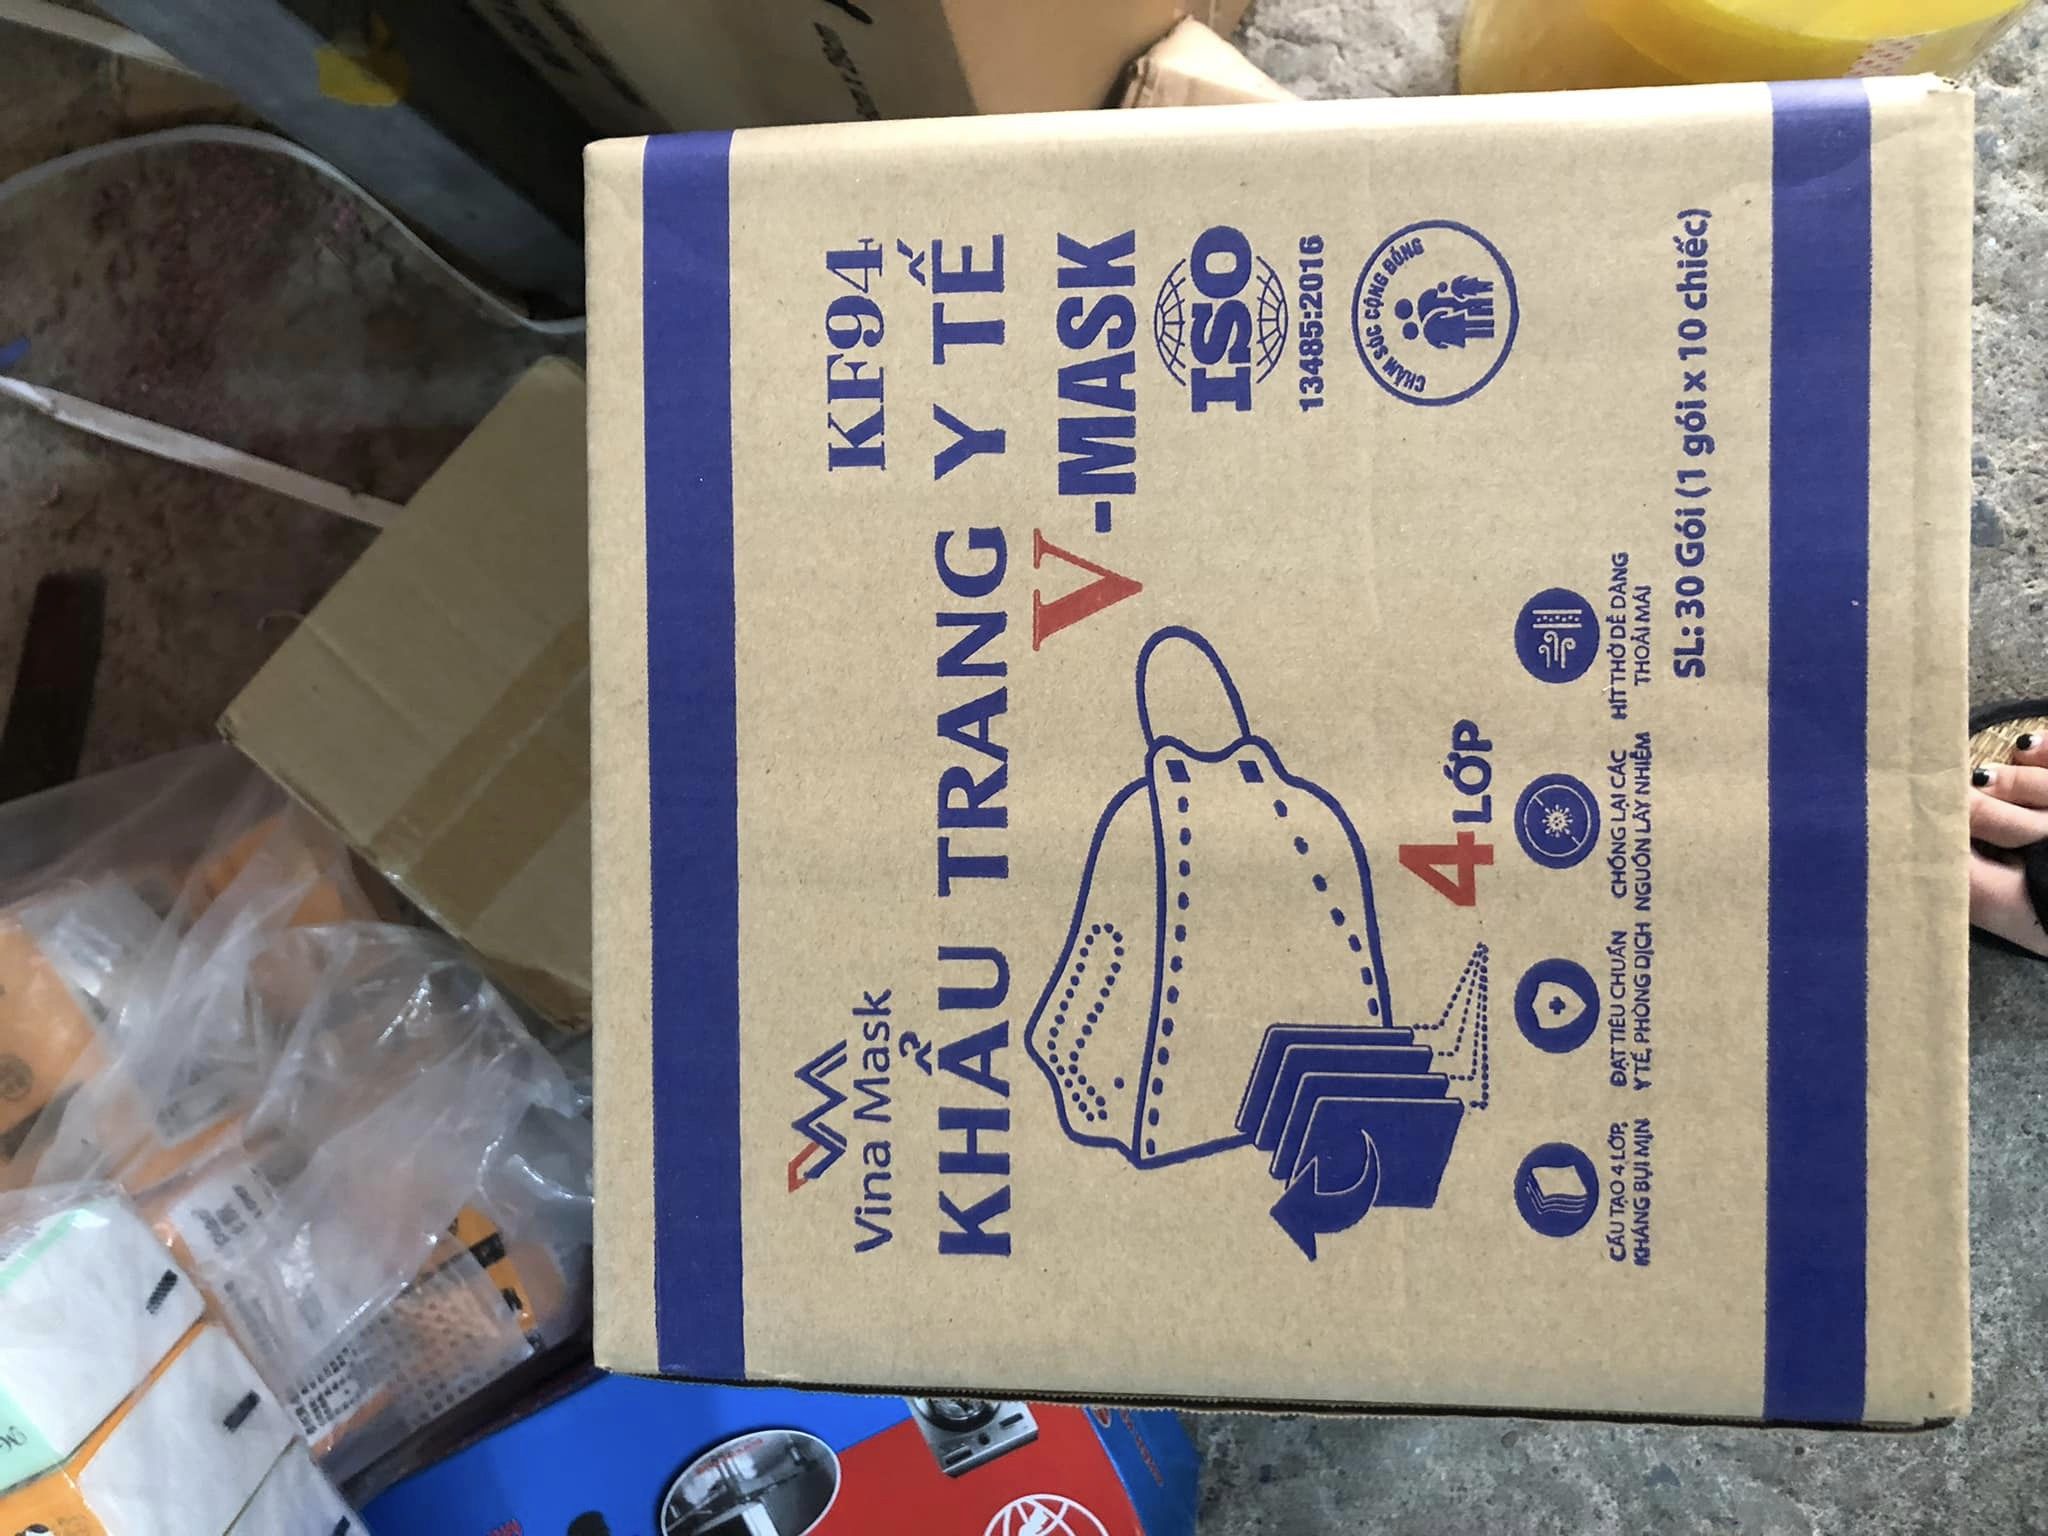 Vina Mask
KF94
KHẨU TRANG Y TẾ
V-MASK
ISO
13485:2016
CHĂM SÓC CỘNG ĐỒNG
4 LỚP
CẤU TẠO 4 LỚP,
KHÁNG BỤI MỊN
ĐẠT TIÊU CHUẨN
Y TẾ, PHÒNG DỊCH
CHỐNG LẠI CÁC
NGUỒN LÂY NHIỄM
HÍT THỞ DỄ DÀNG
THOẢI MÁI
SL: 30 Gói (1 gói x 10 chiếc)